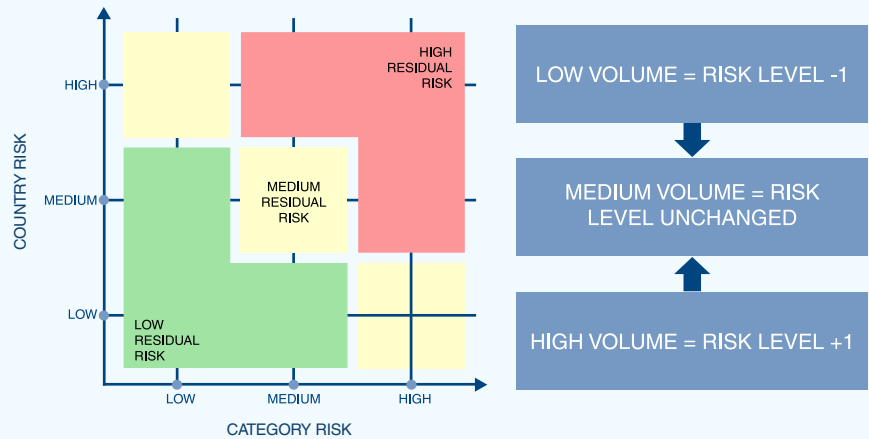 COUNTRY RISK
HIGH
MEDIUM
LOW
HIGH
RESIDUAL
RISK
MEDIUM
RESIDUAL
RISK
LOW
RESIDUAL
RISK
LOW
MEDIUM
HIGH
CATEGORY RISK
LOW VOLUME = RISK LEVEL -1
MEDIUM VOLUME = RISK
LEVEL UNCHANGED
HIGH VOLUME = RISK LEVEL +1